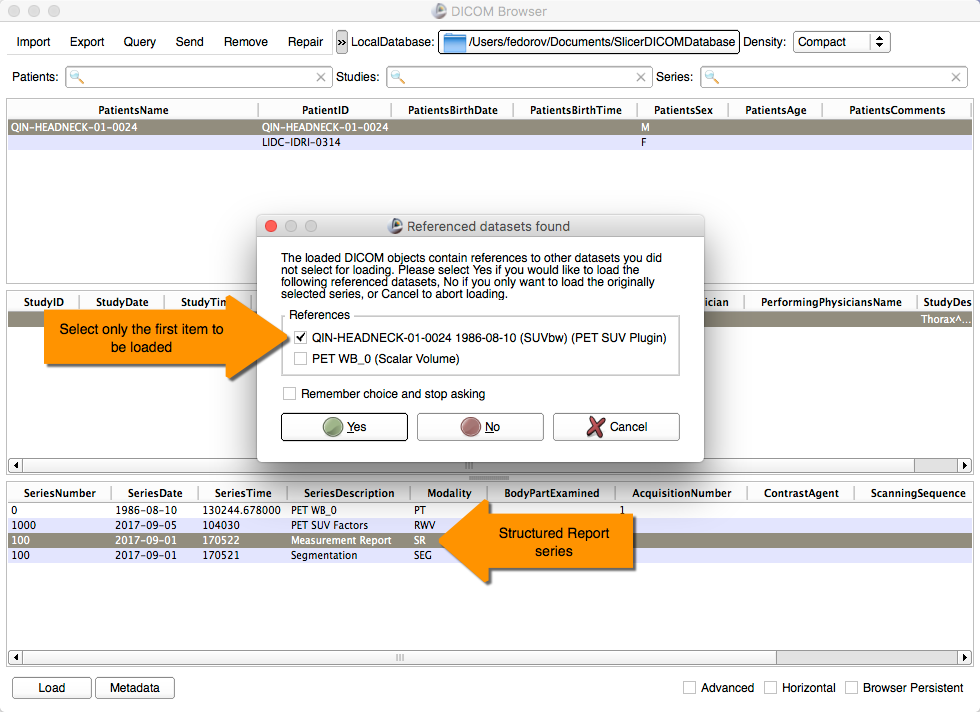 DICOM Browser
Import Export Query Send Remove Repair » LocalDatabase: /Users/fedorov/Documents/SlicerDICOMDatabase Density: Compact
Patients: Studies: Series:
PatientsName PatientID PatientsBirthDate PatientsBirthTime PatientsSex PatientsAge PatientsComments
QIN-HEADNECK-01-0024 QIN-HEADNECK-01-0024 M
LIDC-IDRI-0314 F
Referenced datasets found
The loaded DICOM objects contain references to other datasets you did
not select for loading. Please select Yes if you would like to load the
following referenced datasets, No if you only want to load the originally
selected series, or Cancel to abort loading.
References
QIN-HEADNECK-01-0024 1986-08-10 (SUVbw) (PET SUV Plugin)
PET WB_0 (Scalar Volume)
Remember choice and stop asking
Yes No Cancel
StudyID StudyDate StudyTim ician PerformingPhysiciansName StudyDes
Thorax^...
Select only the first item to
be loaded
SeriesNumber SeriesDate SeriesTime SeriesDescription Modality BodyPartExamined AcquisitionNumber ContrastAgent ScanningSequence
0 1986-08-10 130244.678000 PET WB_0 PT 1
1000 2017-09-05 104030 PET SUV Factors RWV
100 2017-09-01 170522 Measurement Report SR
100 2017-09-01 170521 Segmentation SEG
Structured Report
series
Load Metadata Advanced Horizontal Browser Persistent